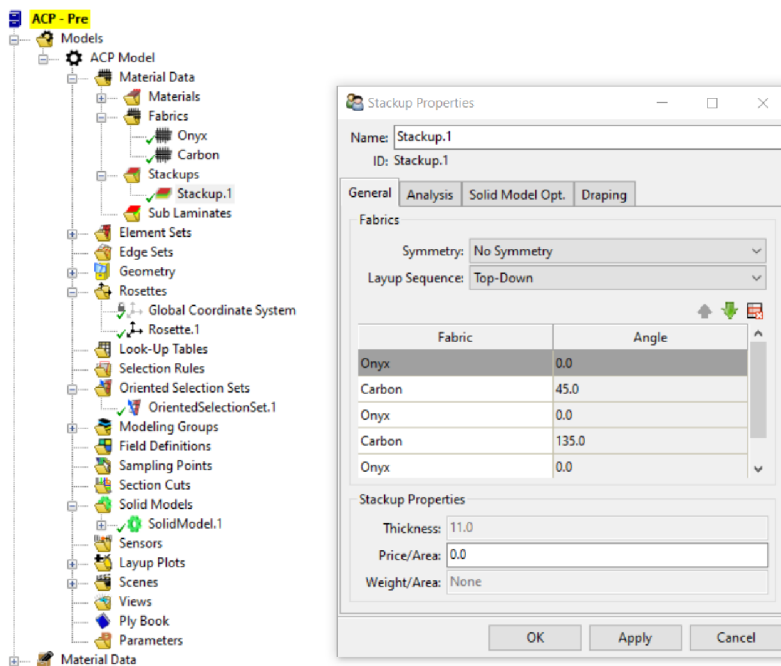 ACP - Pre
Models
ACP Model
Material Data
Materials
Fabrics
Onyx
Carbon
Stackups
Stackup.1
Sub Laminates
Element Sets
Edge Sets
Geometry
Rosettes
Global Coordinate System
Rosette.1
Look-Up Tables
Selection Rules
Oriented Selection Sets
OrientedSelectionSet.1
Modeling Groups
Field Definitions
Sampling Points
Section Cuts
Solid Models
SolidModel.1
Sensors
Layup Plots
Scenes
Views
Ply Book
Parameters
Material Data
Stackup Properties
Name: Stackup.1
ID: Stackup.1
General Analysis Solid Model Opt. Draping
Fabrics
Symmetry: No Symmetry
Layup Sequence: Top-Down
Fabric Angle
Onyx 0.0
Carbon 45.0
Onyx 0.0
Carbon 135.0
Onyx 0.0
Stackup Properties
Thickness: 11.0
Price/Area: 0.0
Weight/Area: None
OK Apply Cancel